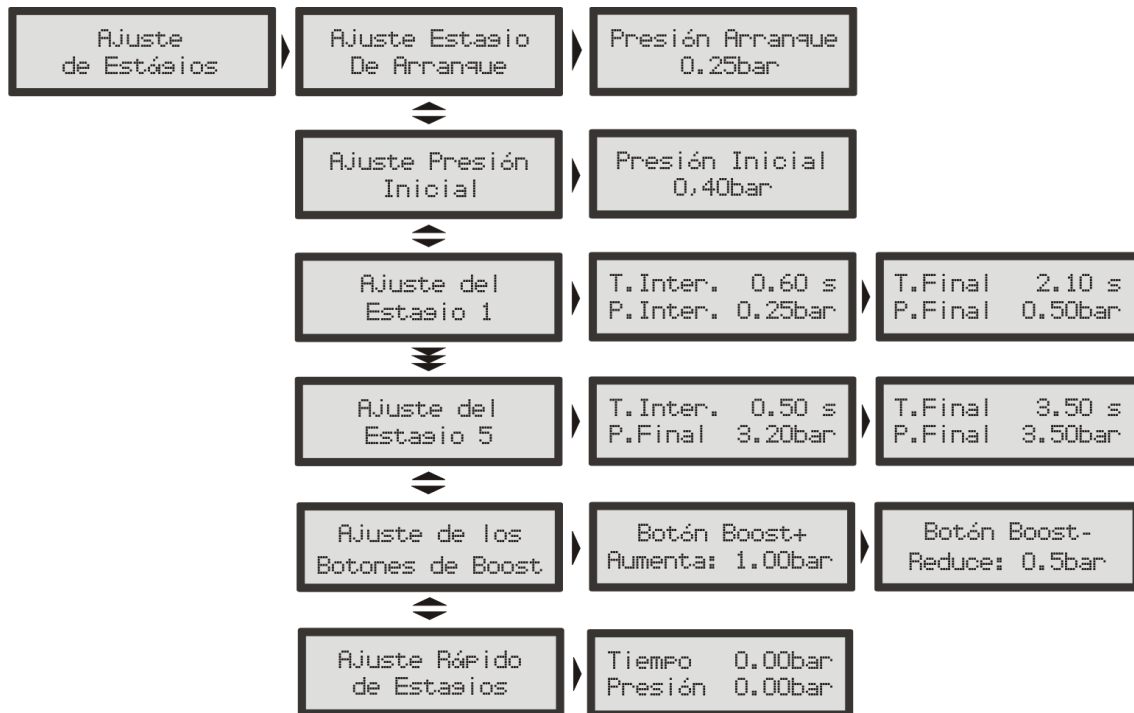 Ajuste
de Estágios
Ajuste Estagio
De Arranque
Presión Arranque
0.25bar
Ajuste Presión
Inicial
Presión Inicial
0,40bar
Ajuste del
Estagio 1
T.Inter. 0.60 s
P.Inter. 0.25bar
T.Final 2.10 s
P.Final 0.50bar
Ajuste del
Estagio 5
T.Inter. 0.50 s
P.Final 3.20bar
T.Final 3.50 s
P.Final 3.50bar
Ajuste de los
Botones de Boost
Botón Boost+
Aumenta: 1.00bar
Botón Boost-
Reduce: 0.5bar
Ajuste Rápido
de Estagios
Tiempo 0.00bar
Presión 0.00bar